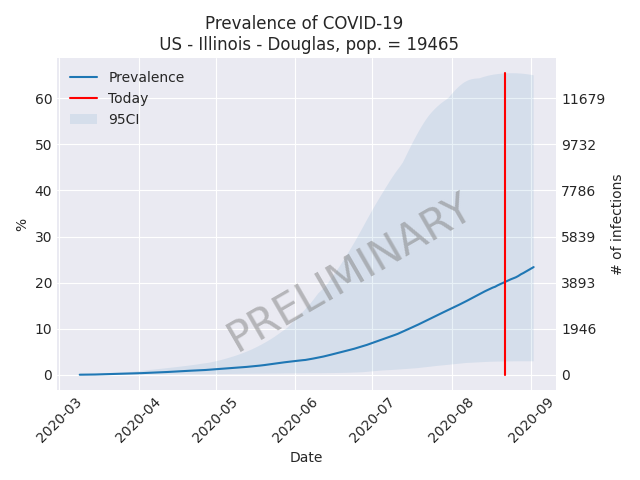 Prevalence of COVID-19
US - Illinois - Douglas, pop. = 19465
Prevalence
Today
95CI
PRELIMINARY
%
60
50
40
30
20
10
0
11679
9732
7786
5839
3893
1946
0
# of infections
2020-03
2020-04
2020-05
2020-06
2020-07
2020-08
2020-09
Date